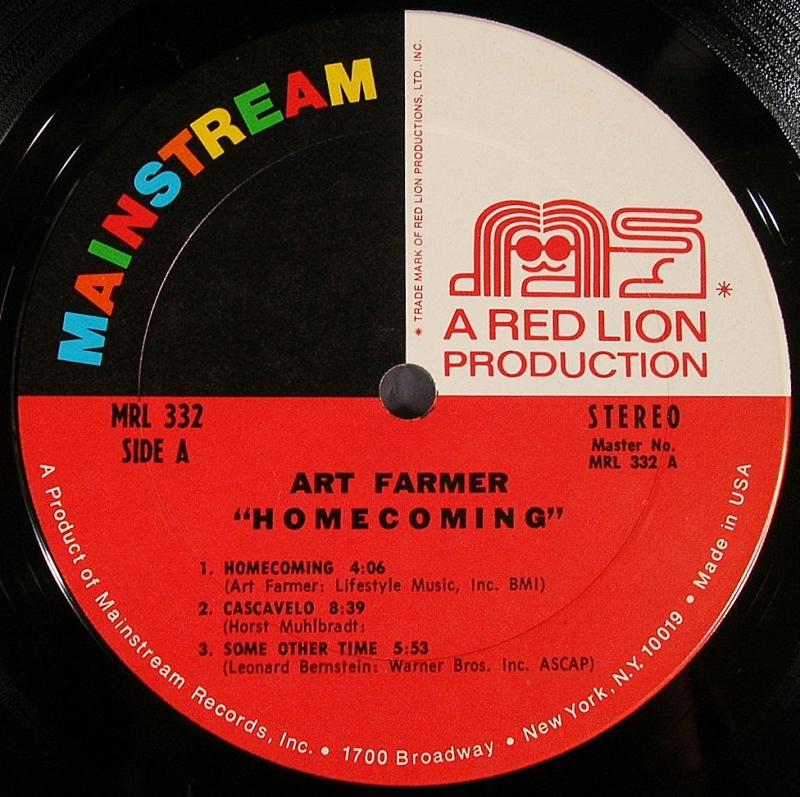 MAINSTREAM
* TRADE MARK OF RED LION PRODUCTIONS, LTD., INC.
ms*
A RED LION
PRODUCTION
MRL 332
SIDE A
STEREO
Master No.
MRL 332 A
ART FARMER
"HOMECOMING"
1. HOMECOMING 4:06
(Art Farmer: Lifestyle Music, Inc. BMI)
2. CASCAVELO 8:39
(Horst Muhlbradt:
3. SOME OTHER TIME 5:53
(Leonard Bernstein: Warner Bros. Inc. ASCAP)
A Product of Mainstream Records, Inc. • 1700 Broadway • New York, N.Y. 10019 • Made in USA